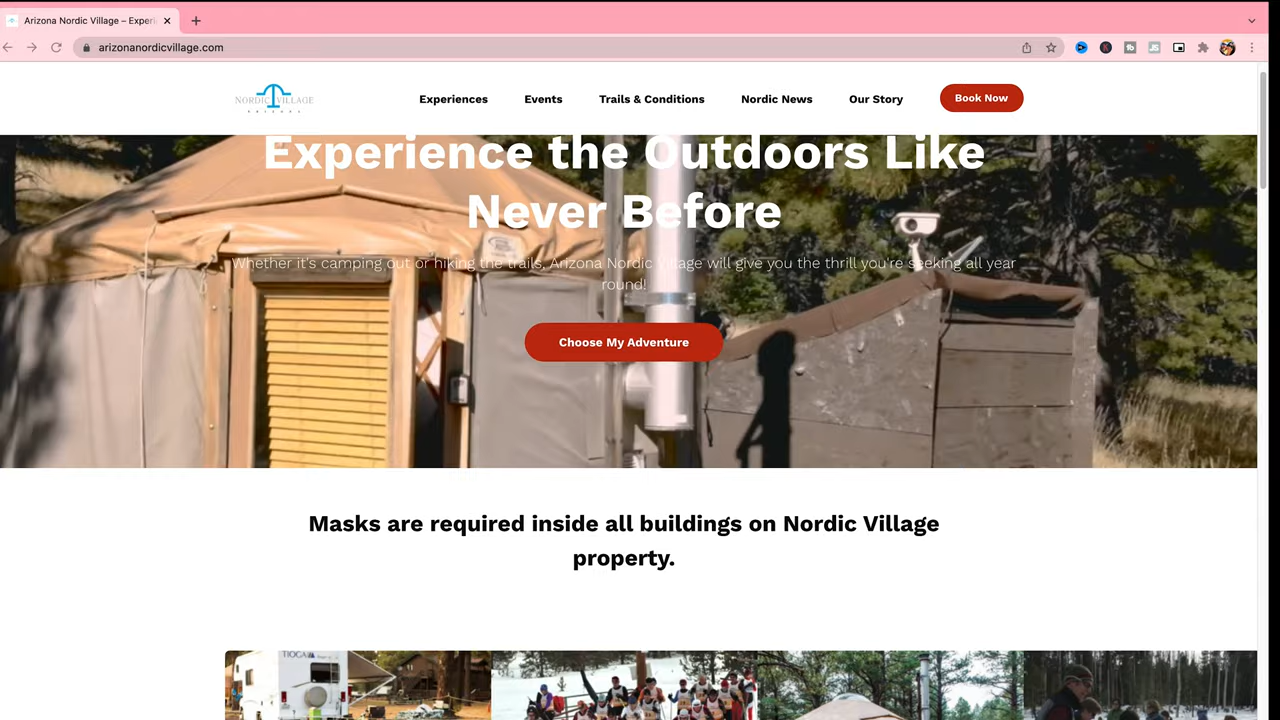 Arizona Nordic Village – Experi
arizonanordicvillage.com
NORDIC VILLAGE
Experiences
Events
Trails & Conditions
Nordic News
Our Story
Book Now
Experience the Outdoors Like
Never Before
Whether it's camping out or hiking the trails, Arizona Nordic Village will give you the thrill you're seeking all year
round!
Choose My Adventure
Masks are required inside all buildings on Nordic Village
property.
TIOGA